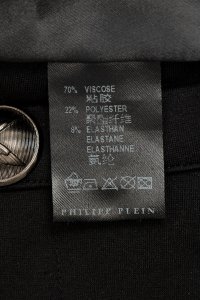 70% VISCOSE
粘胶
22% POLYESTER
聚酯纤维
8% ELASTHAN
ELASTANE
ELASTHANNE
氨纶
PHILIPP PLEIN